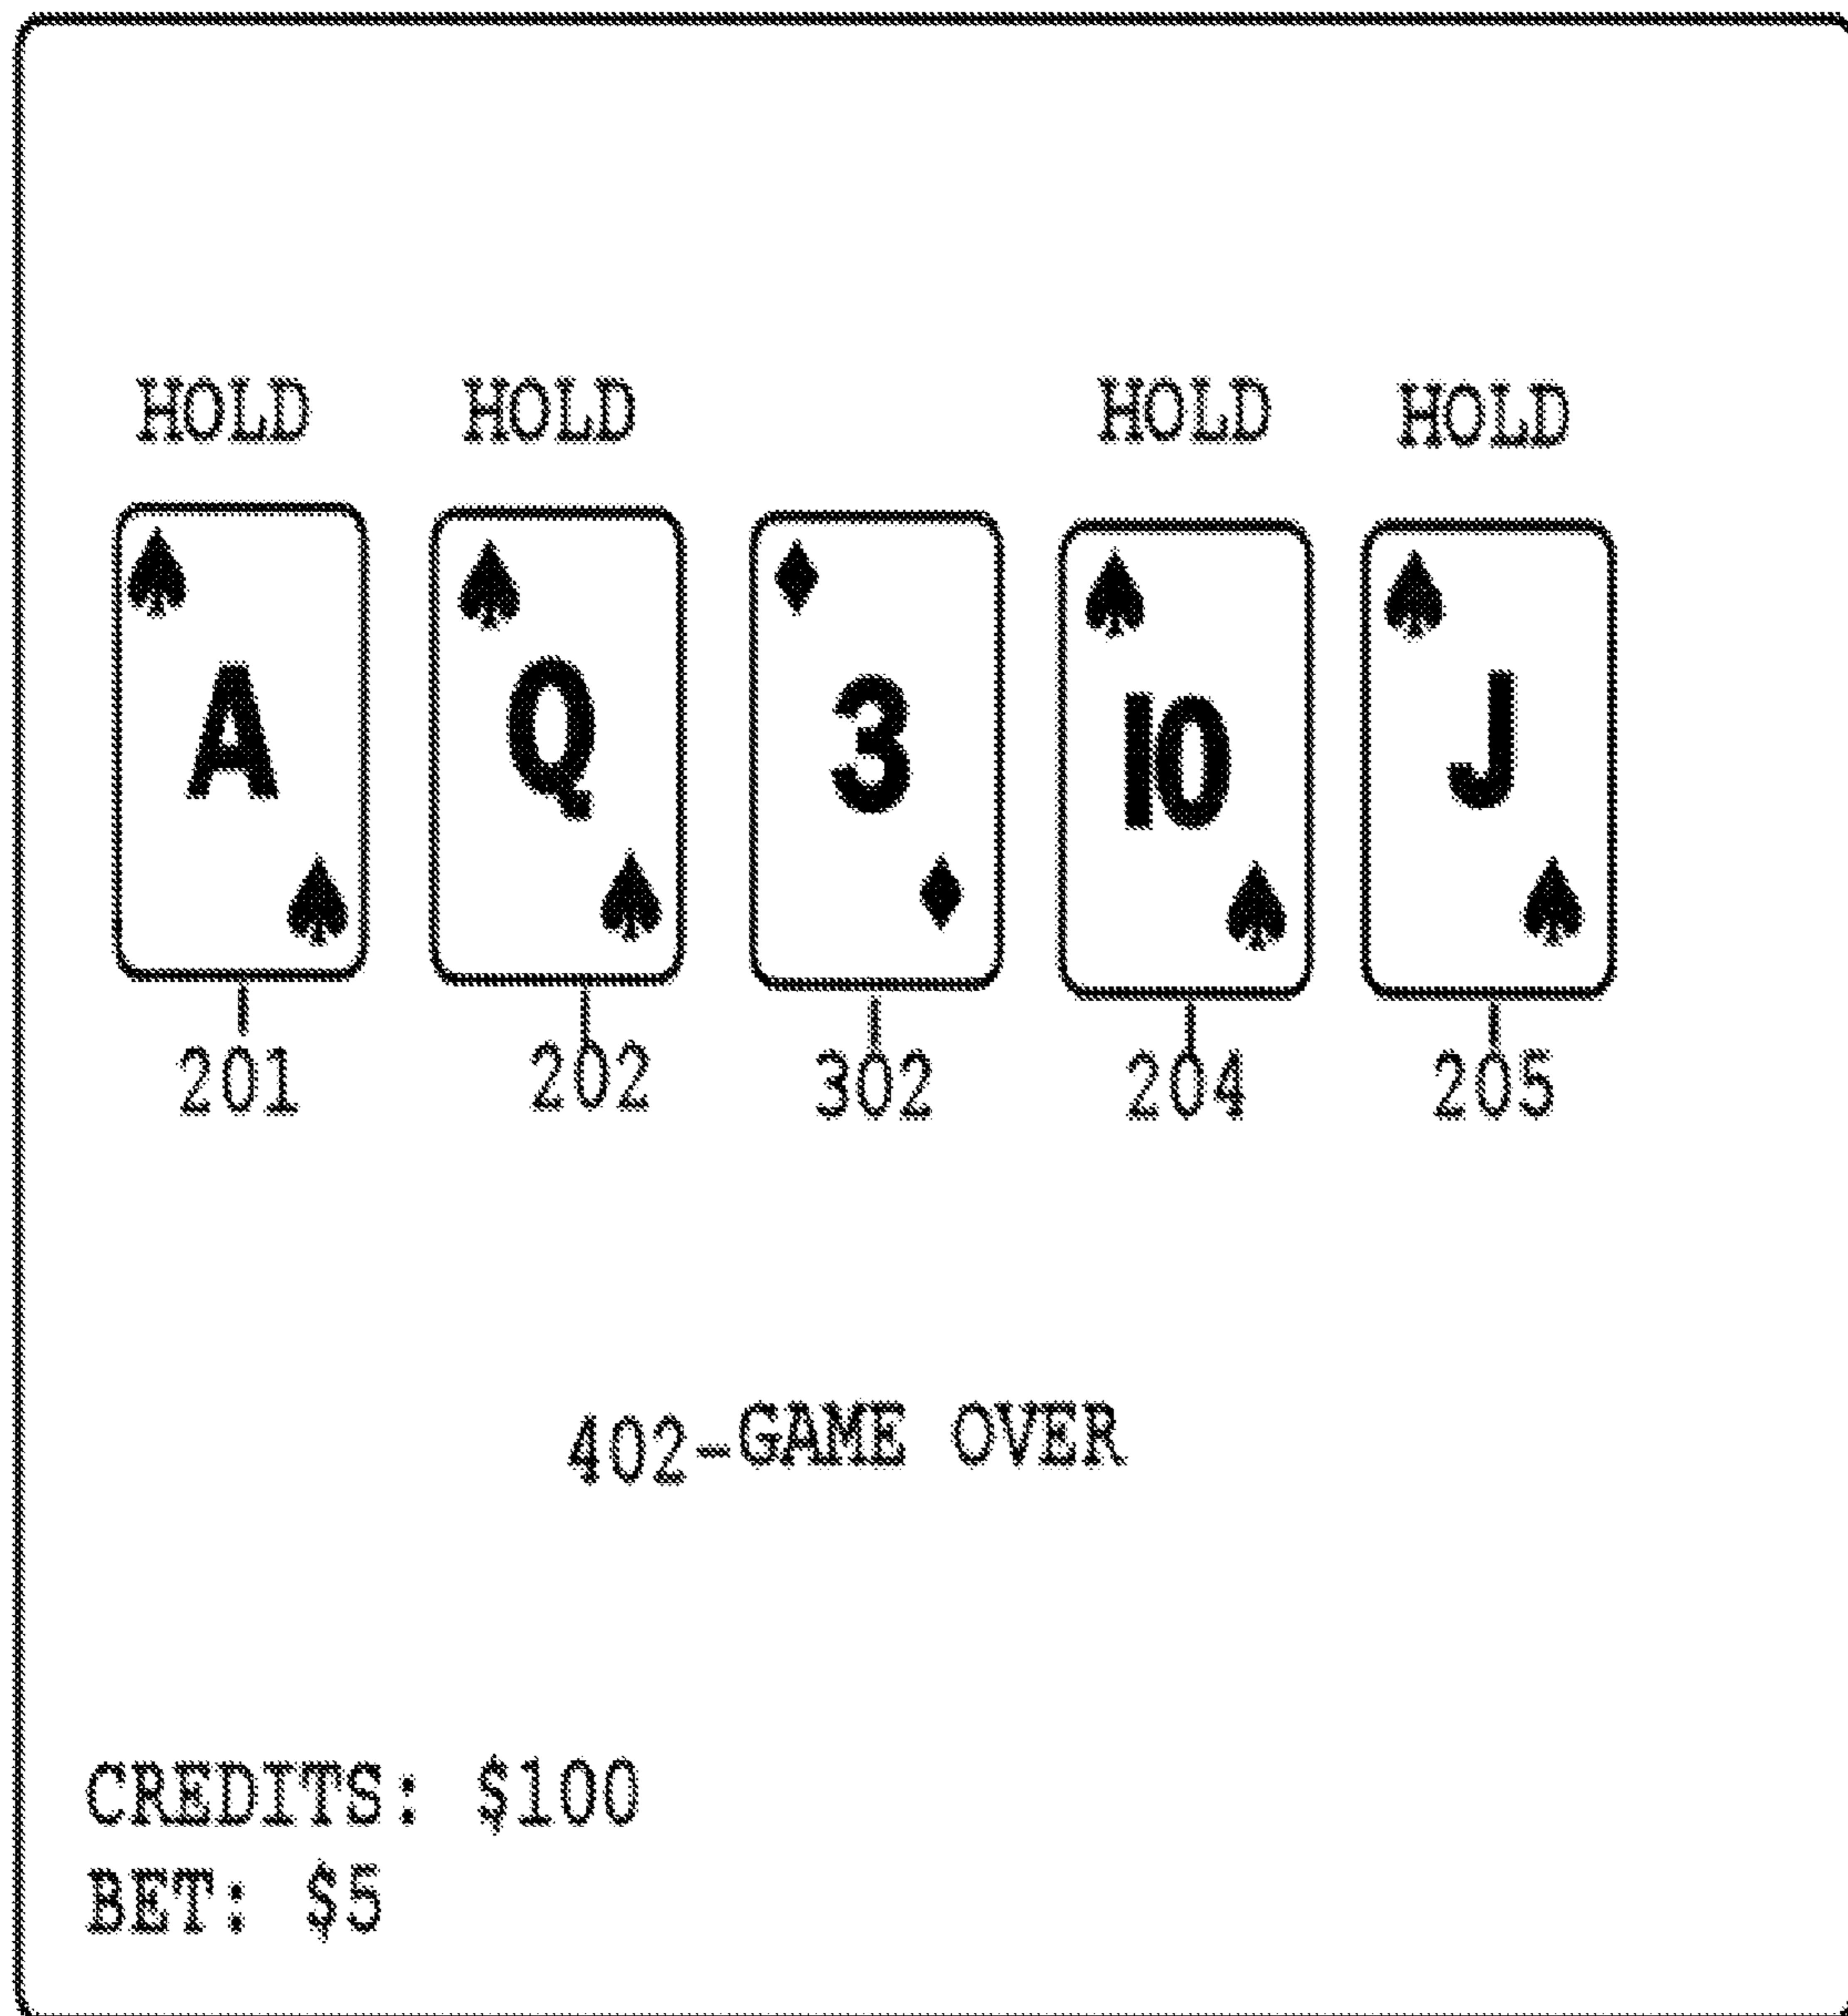 HOLD HOLD HOLD HOLD
A Q 3 10 J
201 202 302 204 205
402-GAME OVER
CREDITS: $100
BET: $5